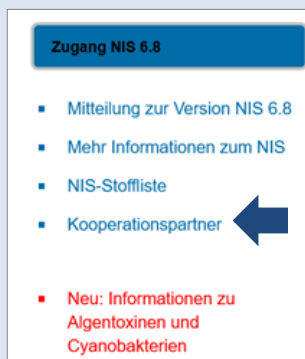 Zugang NIS 6.8
Mitteilung zur Version NIS 6.8
Mehr Informationen zum NIS
NIS-Stoffliste
Kooperationspartner
Neu: Informationen zu
Algentoxinen und
Cyanobakterien